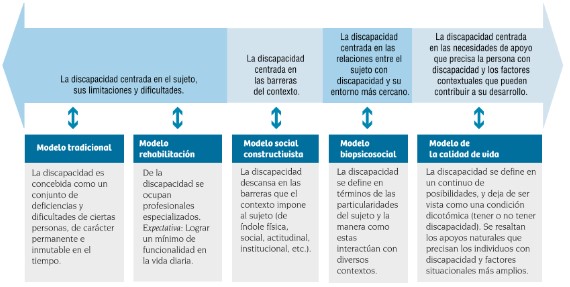 La discapacidad centrada en el sujeto,
sus limitaciones y dificultades.
La discapacidad
centrada en
las barreras
del contexto.
La discapacidad
centrada en las
relaciones entre el
sujeto con
discapacidad y su
entorno más cercano.
La discapacidad centrada
en las necesidades de apoyo
que precisa la persona con
discapacidad y los factores
contextuales que pueden
contribuir a su desarrollo.
Modelo tradicional
La discapacidad es
concebida como un
conjunto de
deficiencias y
dificultades de ciertas
personas, de carácter
permanente e
inmutable en el
tiempo.
Modelo
rehabilitación
De la
discapacidad se
ocupan
profesionales
especializados.
Expectativa: Lograr
un mínimo de
funcionalidad en
la vida diaria.
Modelo social
constructivista
La discapacidad
descansa en las
barreras que el
contexto impone
al sujeto (de
índole física,
social, actitudinal,
institucional, etc.).
Modelo
biopsicosocial
La discapacidad
se define en
términos de las
particularidades
del sujeto y la
manera como
estas
interactúan con
diversos
contextos.
Modelo de
la calidad de vida
La discapacidad se define en
un continuo de
posibilidades, y deja de ser
vista como una condición
dicotómica (tener o no tener
discapacidad). Se resaltan
los apoyos naturales que
precisan los individuos con
discapacidad y factores
situacionales más amplios.